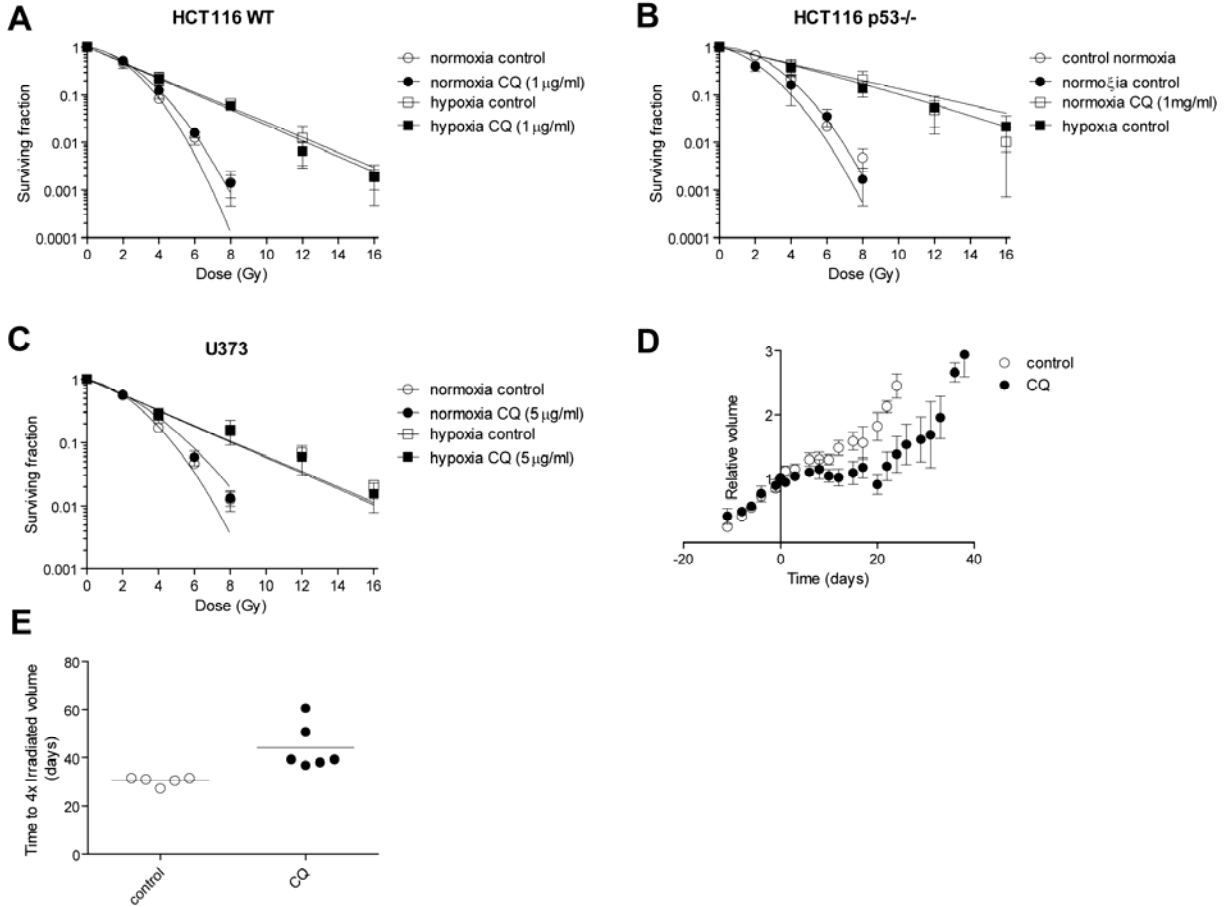 A
HCT116 WT
Surviving fraction
1
0.1
0.01
0.001
0.0001
0 2 4 6 8 10 12 14 16
Dose (Gy)
normoxia control
normoxia CQ (1 μg/ml)
hypoxia control
hypoxia CQ (1 μg/ml)
B
HCT116 p53-/-
Surviving fraction
1
0.1
0.01
0.001
0.0001
0 2 4 6 8 10 12 14 16
Dose (Gy)
control normoxia
normoξia control
normoxia CQ (1mg/ml)
hypoxιa control
C
U373
Surviving fraction
1
0.1
0.01
0.001
0 2 4 6 8 10 12 14 16
Dose (Gy)
normoxia control
normoxia CQ (5 μg/ml)
hypoxia control
hypoxia CQ (5 μg/ml)
D
Relative volume
3
2
1
-20 0 20 40
Time (days)
control
CQ
E
Time to 4x Irradiated volume
(days)
80
60
40
20
0
control
CQ